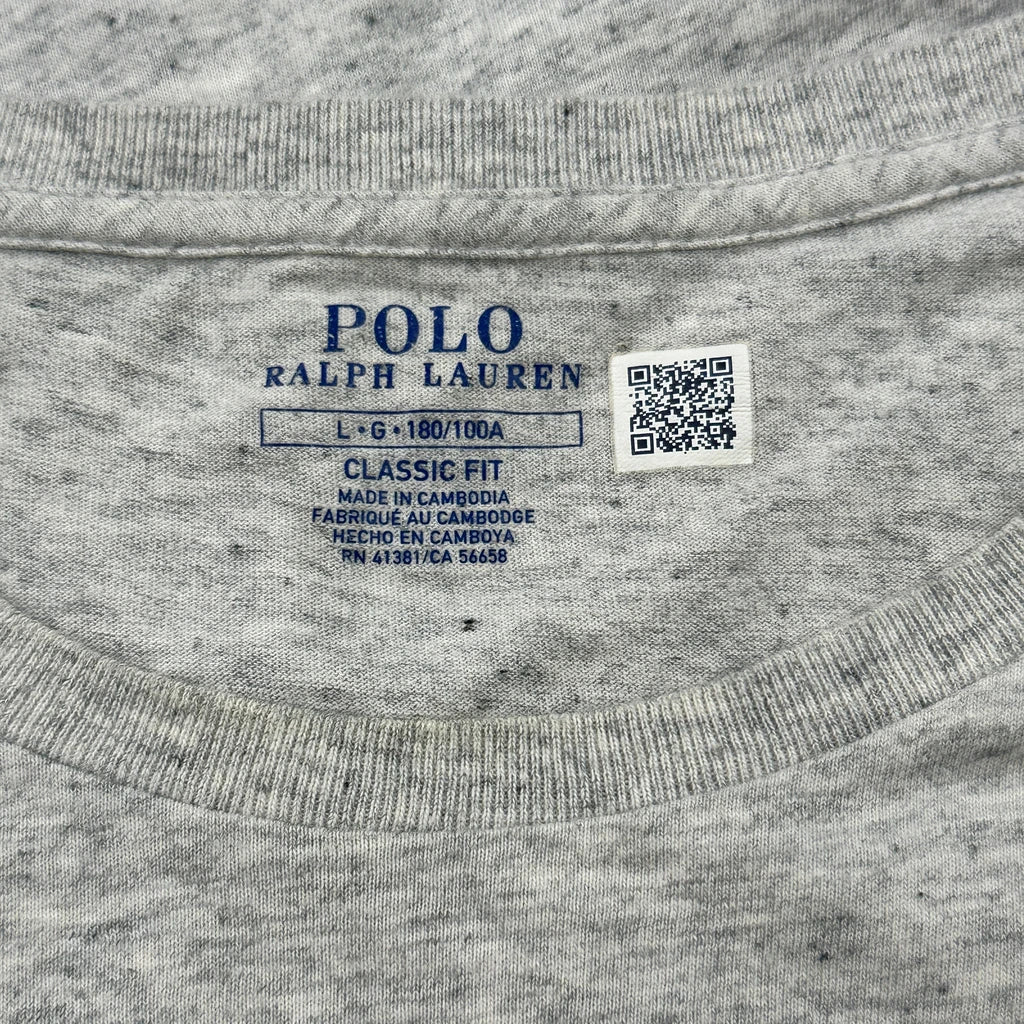 POLO
RALPH LAUREN
L • G • 180/100A
CLASSIC FIT
MADE IN CAMBODIA
FABRIQUÉ AU CAMBODGE
HECHO EN CAMBOYA
RN 41381/CA 56658